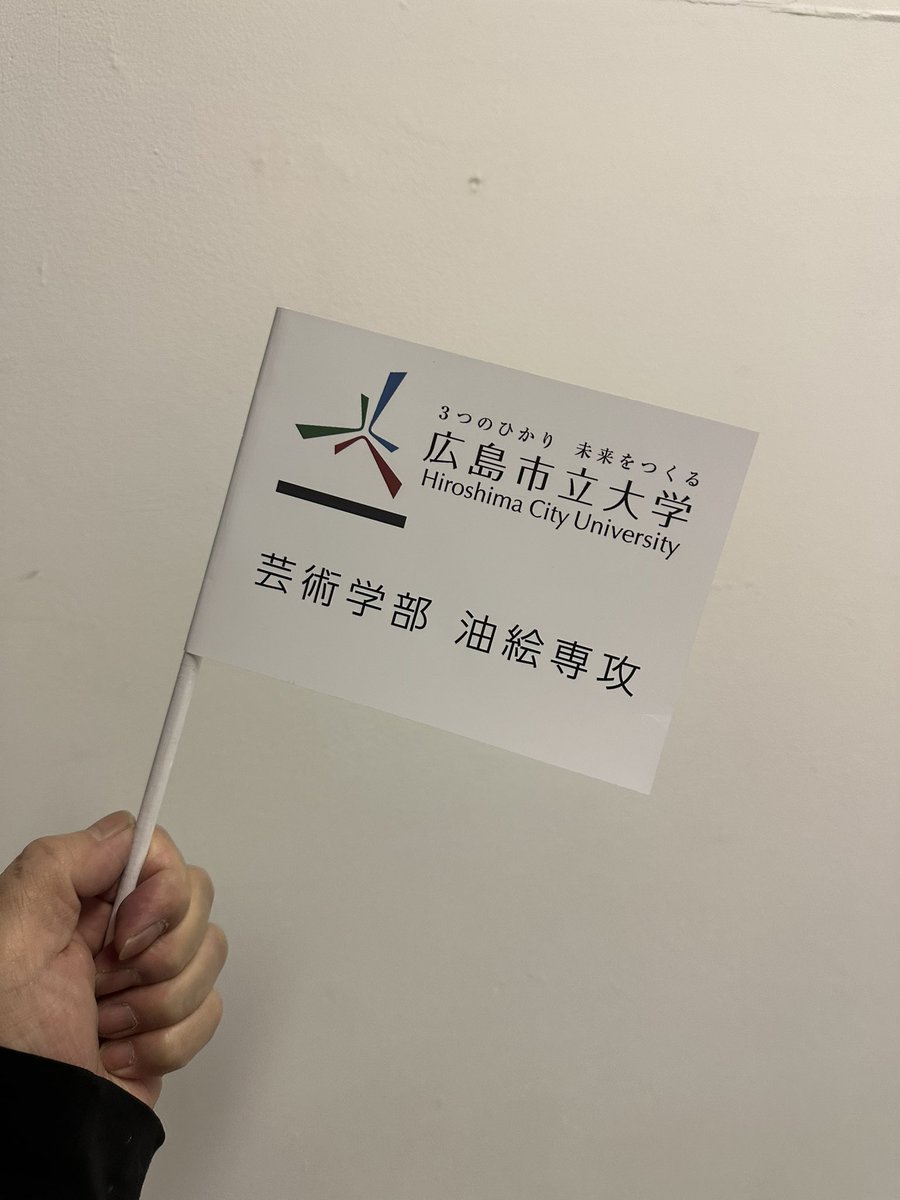 3つのひかり 未来をつくる
広島市立大学
Hiroshima City University
芸術学部 油絵専攻